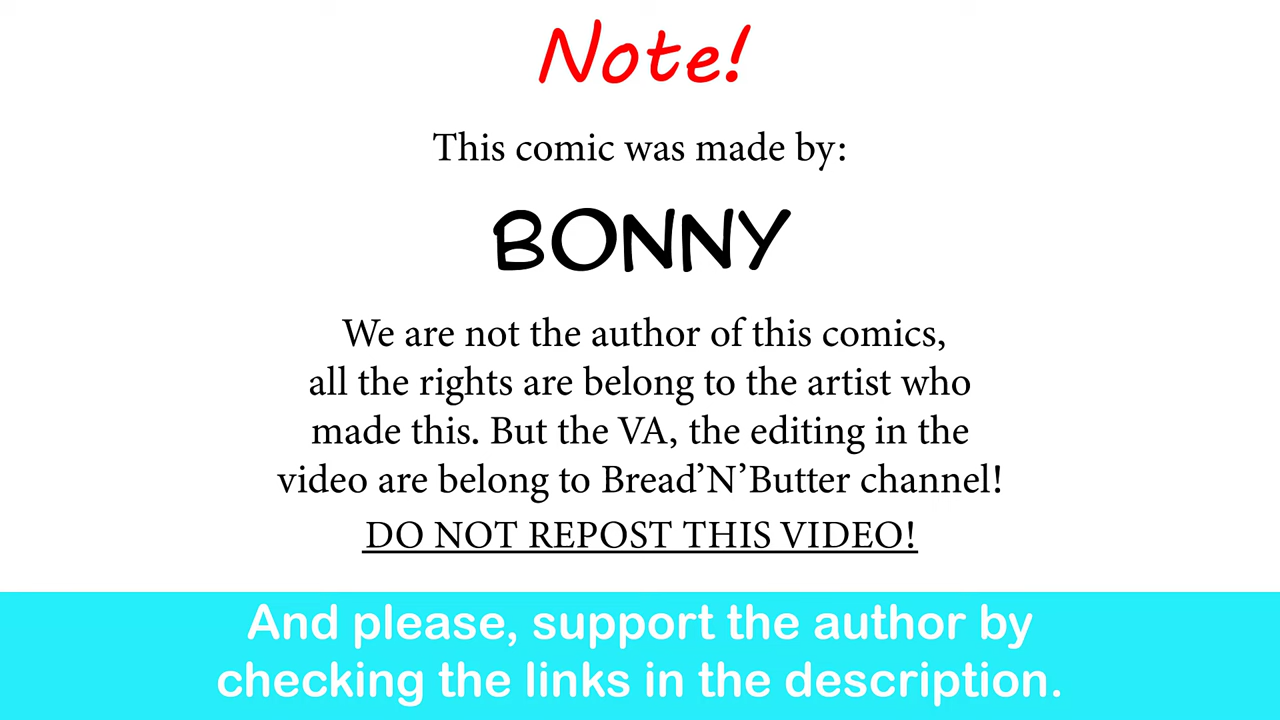 Note!
This comic was made by:
BONNY
We are not the author of this comics,
all the rights are belong to the artist who
made this. But the VA, the editing in the
video are belong to Bread’N’Butter channel!
DO NOT REPOST THIS VIDEO!
And please, support the author by
checking the links in the description.